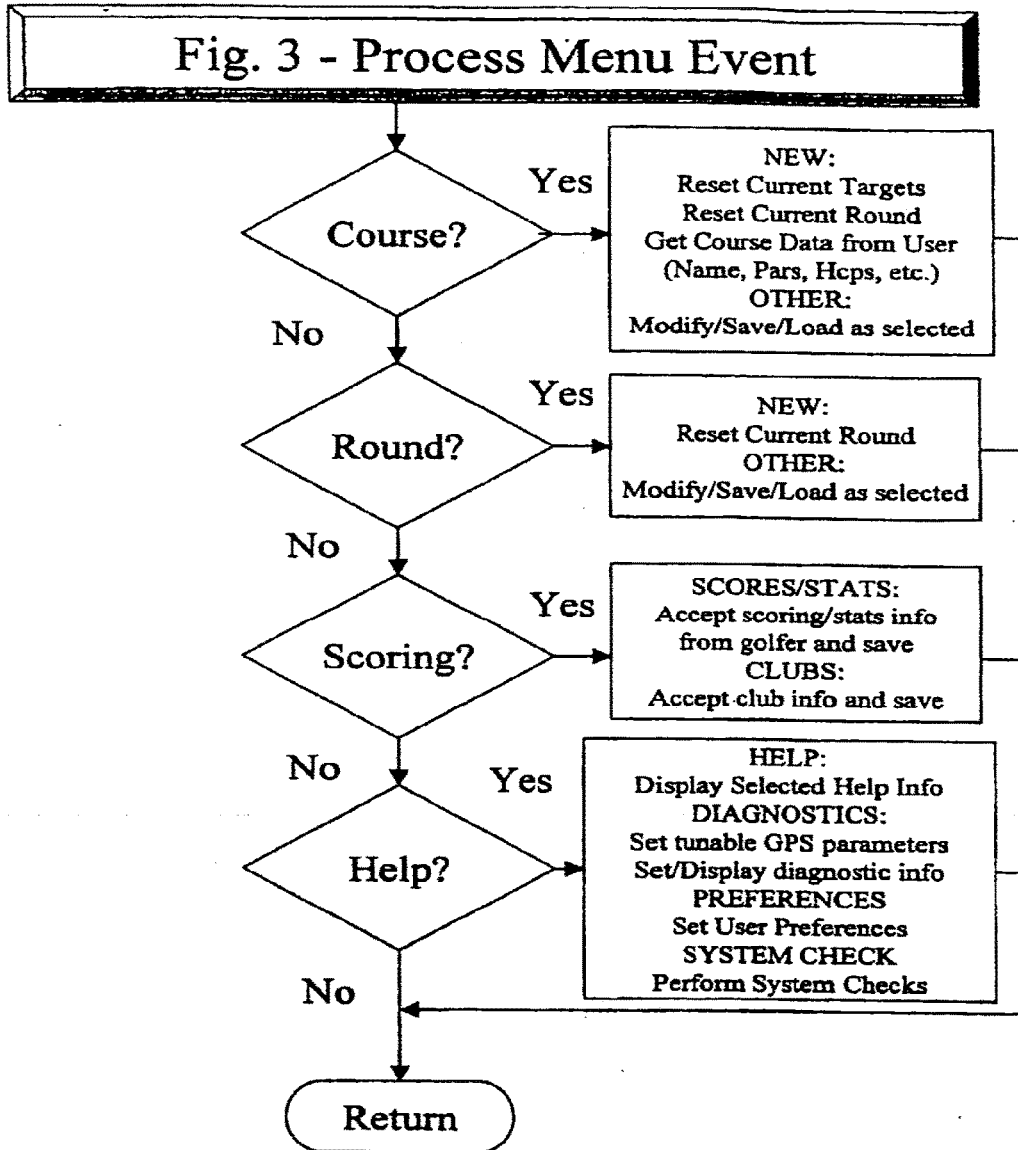 Fig. 3 - Process Menu Event
Course?
Yes
NEW:
Reset Current Targets
Reset Current Round
Get Course Data from User
(Name, Pars, Hcps, etc.)
OTHER:
Modify/Save/Load as selected
No
Round?
Yes
NEW:
Reset Current Round
OTHER:
Modify/Save/Load as selected
No
Scoring?
Yes
SCORES/STATS:
Accept scoring/stats info
from golfer and save
CLUBS:
Accept club info and save
No
Help?
Yes
HELP:
Display Selected Help Info
DIAGNOSTICS:
Set tunable GPS parameters
Set/Display diagnostic info
PREFERENCES
Set User Preferences
SYSTEM CHECK
Perform System Checks
No
Return